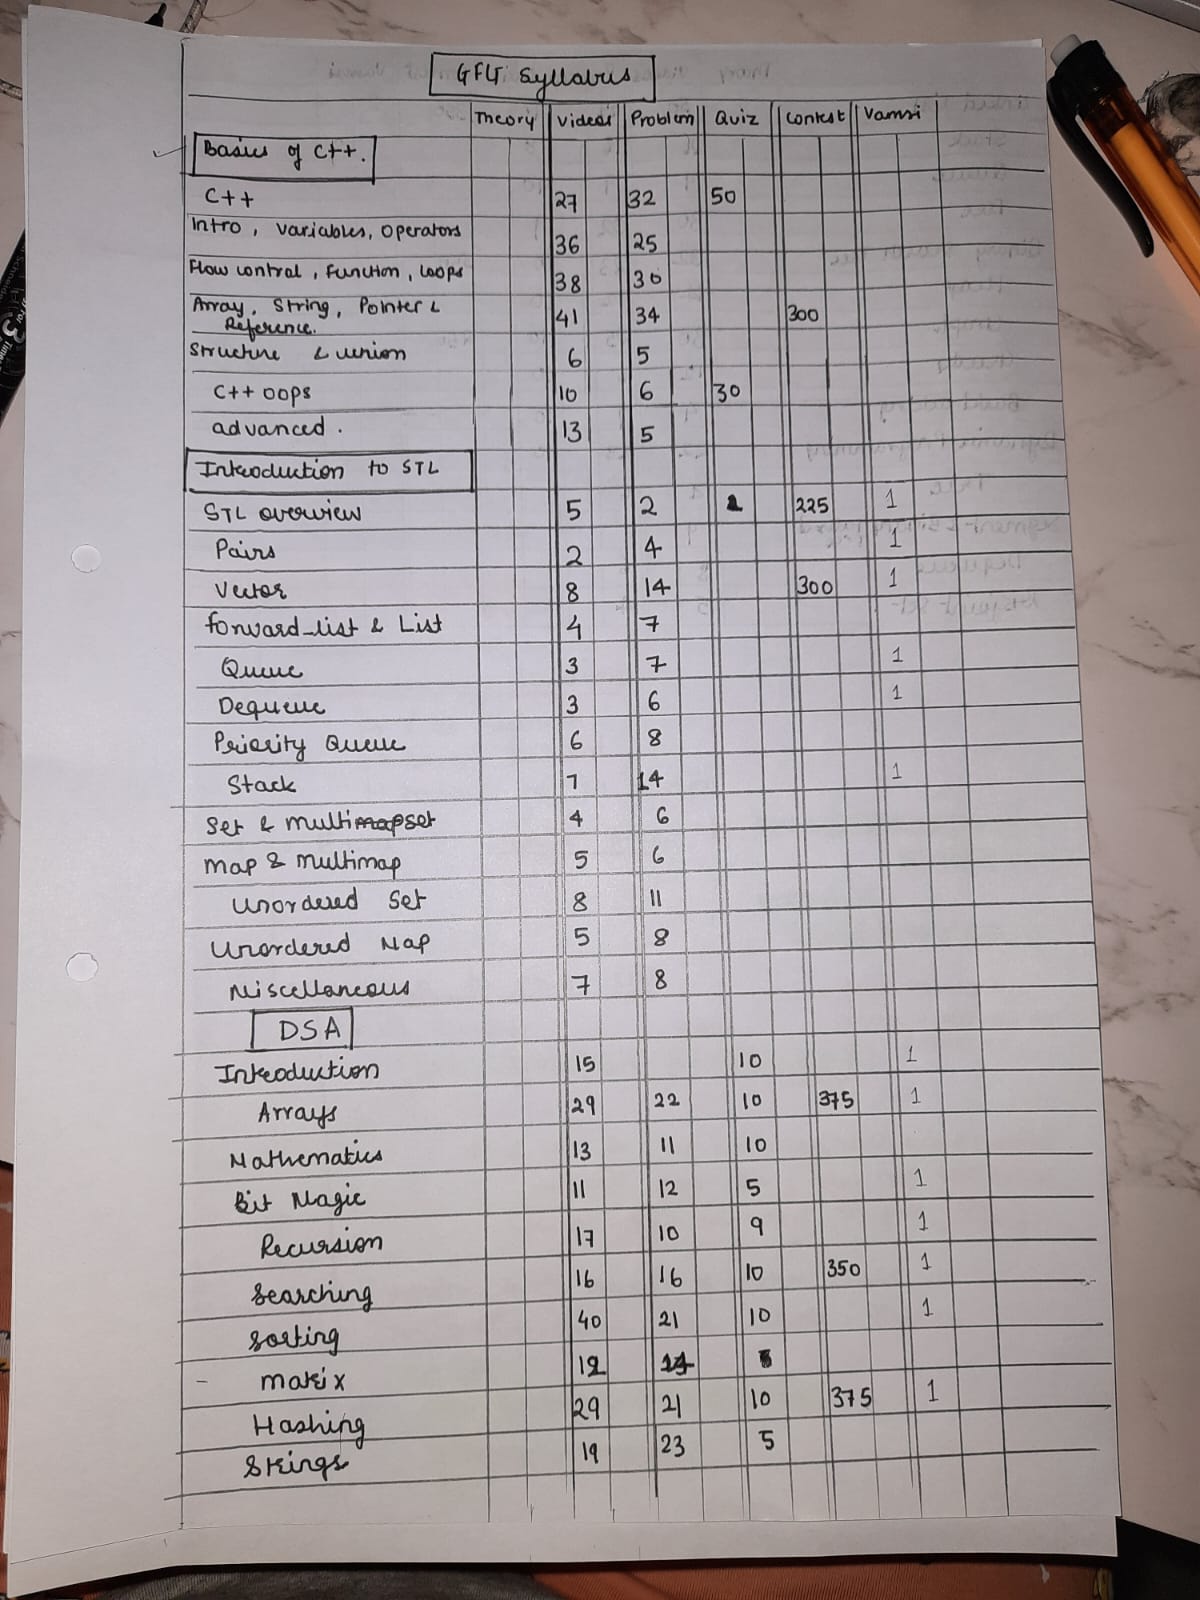 GFG Syllabus
Theory Videos Problem Quiz Contest Vamsi
Basics of C++.
C++ 27 32 50
Intro, Variables, Operators 36 25
Flow control, function, loops 38 30
Array, String, Pointer & 41 34 300
Reference.
Structure & union 6 5
C++ oops 10 6 30
advanced. 13 5
Introduction to STL
STL overview 5 2 225 1
Pairs 2 4 1
Vector 8 14 300 1
forward_list & List 4 7
Queue 3 7 1
Dequeue 3 6 1
Priority Queue 6 8
Stack 7 14 1
Set & multimapset 4 6
map & multimap 5 6
Unordered Set 8 11
Unordered Map 5 8
Miscellaneous 7 8
DSA
Introduction 15 10 1
Arrays 29 22 10 375 1
Mathematics 13 11 10
Bit Magic 11 12 5 1
Recursion 17 10 9 1
Searching 16 16 10 350 1
Sorting 40 21 10 1
- matrix 12
Hashing 29 21 10 375 1
Strings 19 23 5